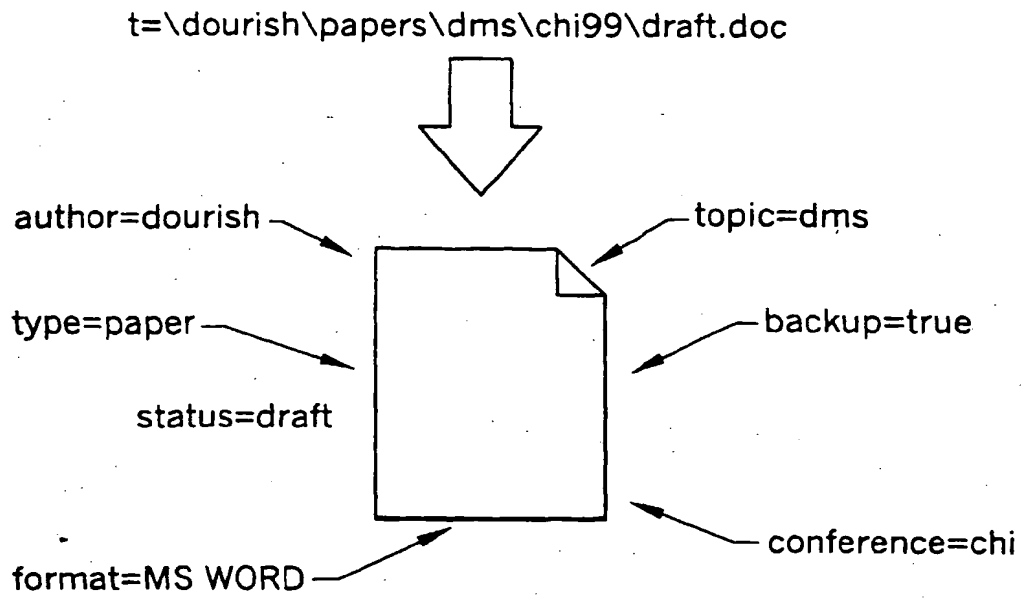 t=\dourish\papers\dms\chi99\draft.doc
author=dourish
topic=dms
type=paper
backup=true
status=draft
conference=chi
format=MS WORD